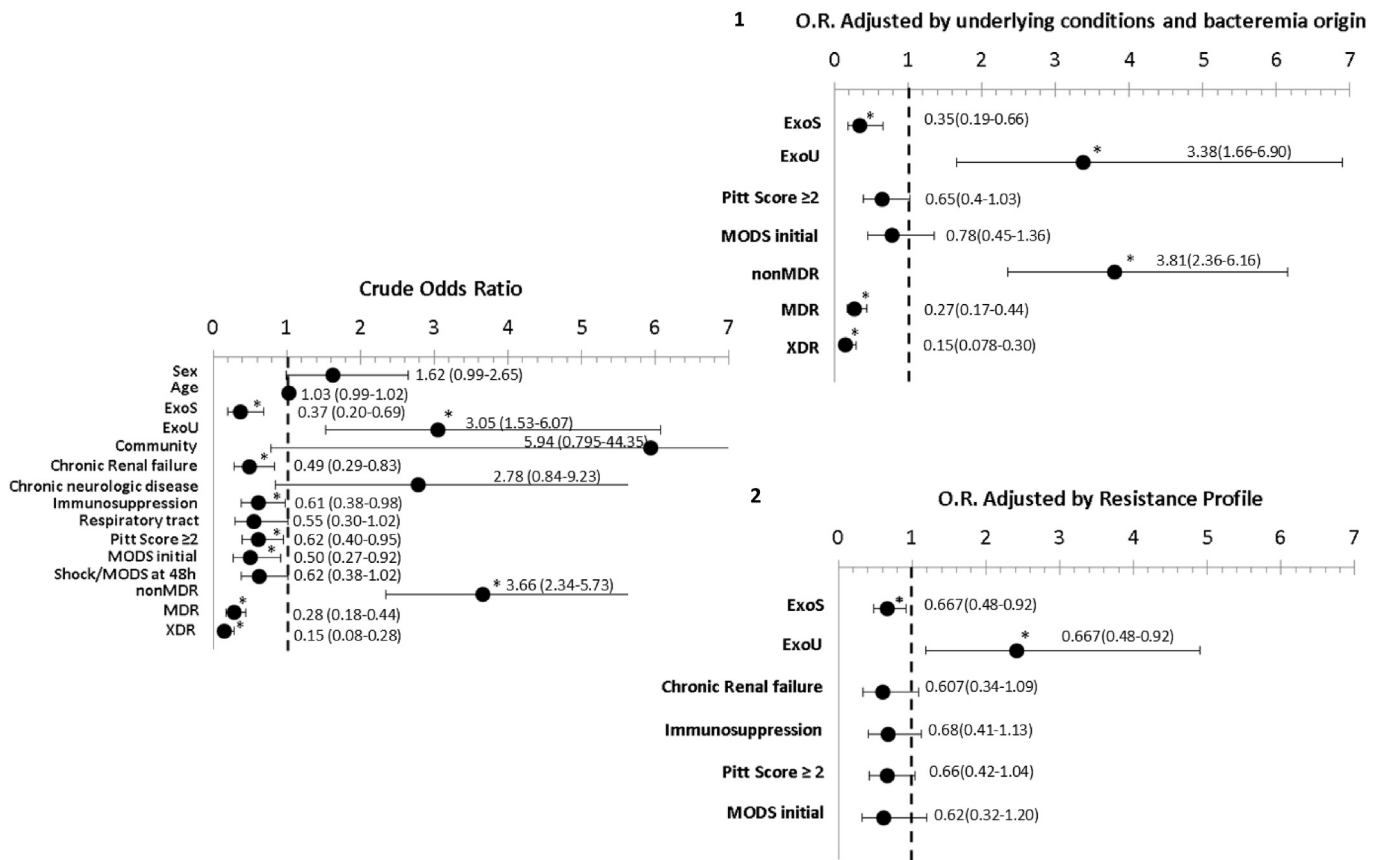 Crude Odds Ratio
0 1 2 3 4 5 6 7
Sex 1.62 (0.99-2.65)
Age 1.03 (0.99-1.02)
ExoS * 0.37 (0.20-0.69)
ExoU * 3.05 (1.53-6.07)
Community 5.94 (0.795-44.35)
Chronic Renal failure * 0.49 (0.29-0.83)
Chronic neurologic disease 2.78 (0.84-9.23)
Immunosuppression * 0.61 (0.38-0.98)
Respiratory tract 0.55 (0.30-1.02)
Pitt Score ≥2 * 0.62 (0.40-0.95)
MODS initial * 0.50 (0.27-0.92)
Shock/MODS at 48h 0.62 (0.38-1.02)
nonMDR * 3.66 (2.34-5.73)
MDR * 0.28 (0.18-0.44)
XDR * 0.15 (0.08-0.28)
1 O.R. Adjusted by underlying conditions and bacteremia origin
0 1 2 3 4 5 6 7
ExoS * 0.35(0.19-0.66)
ExoU * 3.38(1.66-6.90)
Pitt Score ≥2 0.65(0.4-1.03)
MODS initial 0.78(0.45-1.36)
nonMDR * 3.81(2.36-6.16)
MDR * 0.27(0.17-0.44)
XDR * 0.15(0.078-0.30)
2 O.R. Adjusted by Resistance Profile
0 1 2 3 4 5 6 7
ExoS * 0.667(0.48-0.92)
ExoU * 0.667(0.48-0.92)
Chronic Renal failure 0.607(0.34-1.09)
Immunosuppression 0.68(0.41-1.13)
Pitt Score ≥ 2 0.66(0.42-1.04)
MODS initial 0.62(0.32-1.20)